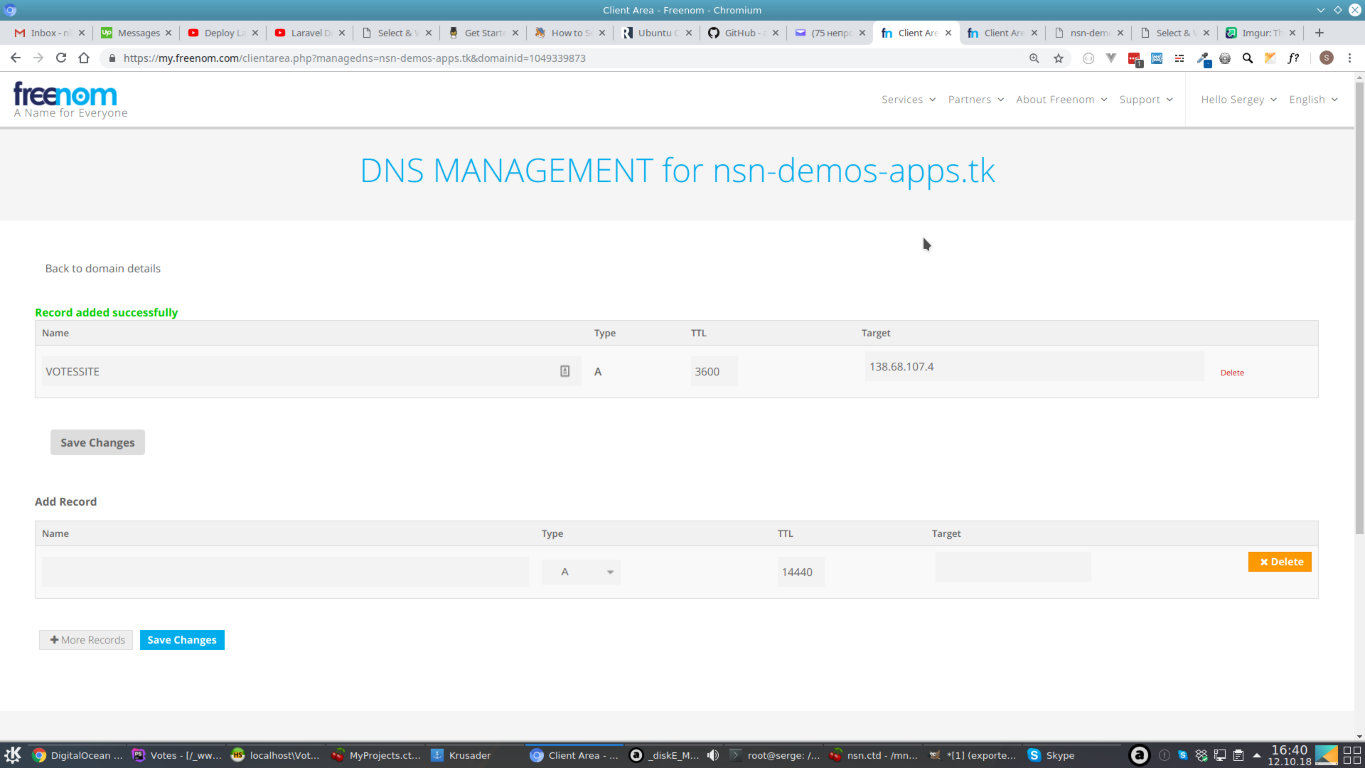 Client Area - Freenom - Chromium
Inbox - n
Messages
Deploy La
Laravel D
Select & V
Get Starte
How to Se
Ubuntu C
GitHub - a
(75 непро
Client Are
Client Are
nsn-demo
Select & V
Imgur: Th
https://my.freenom.com/clientarea.php?managedns=nsn-demos-apps.tk&domainid=1049339873
1
f?
S
freenom
A Name for Everyone
Services
Partners
About Freenom
Support
Hello Sergey
English
DNS MANAGEMENT for nsn-demos-apps.tk
Back to domain details
Record added successfully
Name Type TTL Target
VOTESSITE A 3600 138.68.107.4 Delete
Save Changes
Add Record
Name Type TTL Target
A 14440 Delete
More Records Save Changes
DigitalOcean ...
Votes - [/_ww...
localhost\Vot...
MyProjects.ct...
Krusader
Client Area - ...
_diskE_M...
root@serge: /...
nsn.ctd - /mn...
*[1] (exporte...
Skype
16:40
12.10.18